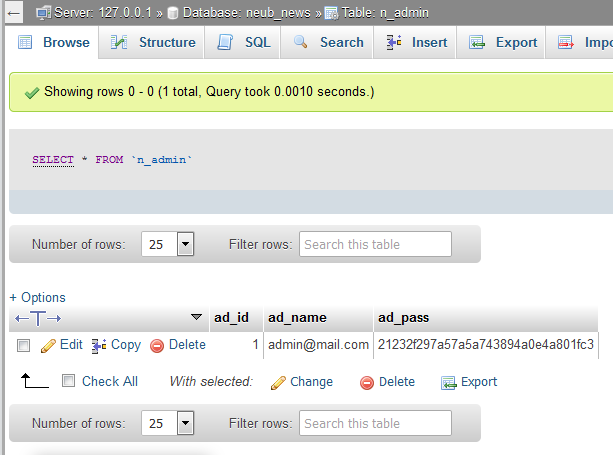 Server: 127.0.0.1 » Database: neub_news » Table: n_admin
Browse Structure SQL Search Insert Export Impo
Showing rows 0 - 0 (1 total, Query took 0.0010 seconds.)
SELECT * FROM `n_admin`
Number of rows: 25 Filter rows: Search this table
+ Options
←T→ ad_id ad_name ad_pass
Edit Copy Delete 1 admin@mail.com 21232f297a57a5a743894a0e4a801fc3
Check All With selected: Change Delete Export
Number of rows: 25 Filter rows: Search this table